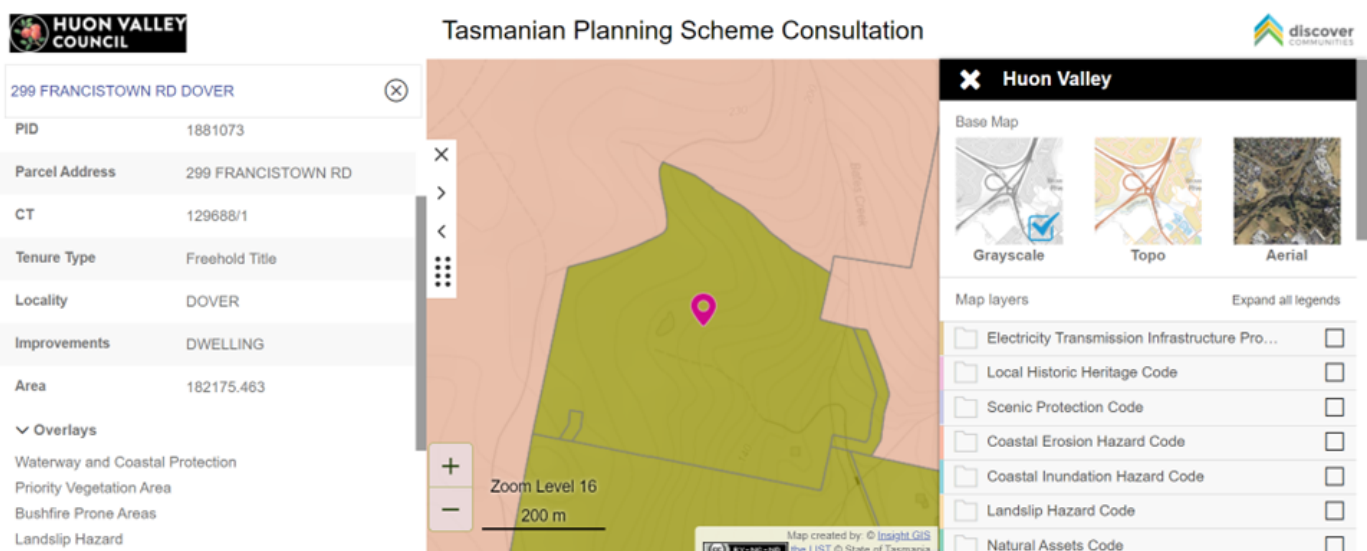 HUON VALLEY
COUNCIL
Tasmanian Planning Scheme Consultation
discover
COMMUNITIES
299 FRANCISTOWN RD DOVER
PID 1881073
Parcel Address 299 FRANCISTOWN RD
CT 129688/1
Tenure Type Freehold Title
Locality DOVER
Improvements DWELLING
Area 182175.463
Overlays
Waterway and Coastal Protection
Priority Vegetation Area
Bushfire Prone Areas
Landslip Hazard
Creek
Zoom Level 16
200 m
Map created by: © Insight GIS
the LIST © State of Tasmania
Huon Valley
Base Map
Grayscale Topo Aerial
Map layers Expand all legends
Electricity Transmission Infrastructure Pro...
Local Historic Heritage Code
Scenic Protection Code
Coastal Erosion Hazard Code
Coastal Inundation Hazard Code
Landslip Hazard Code
Natural Assets Code